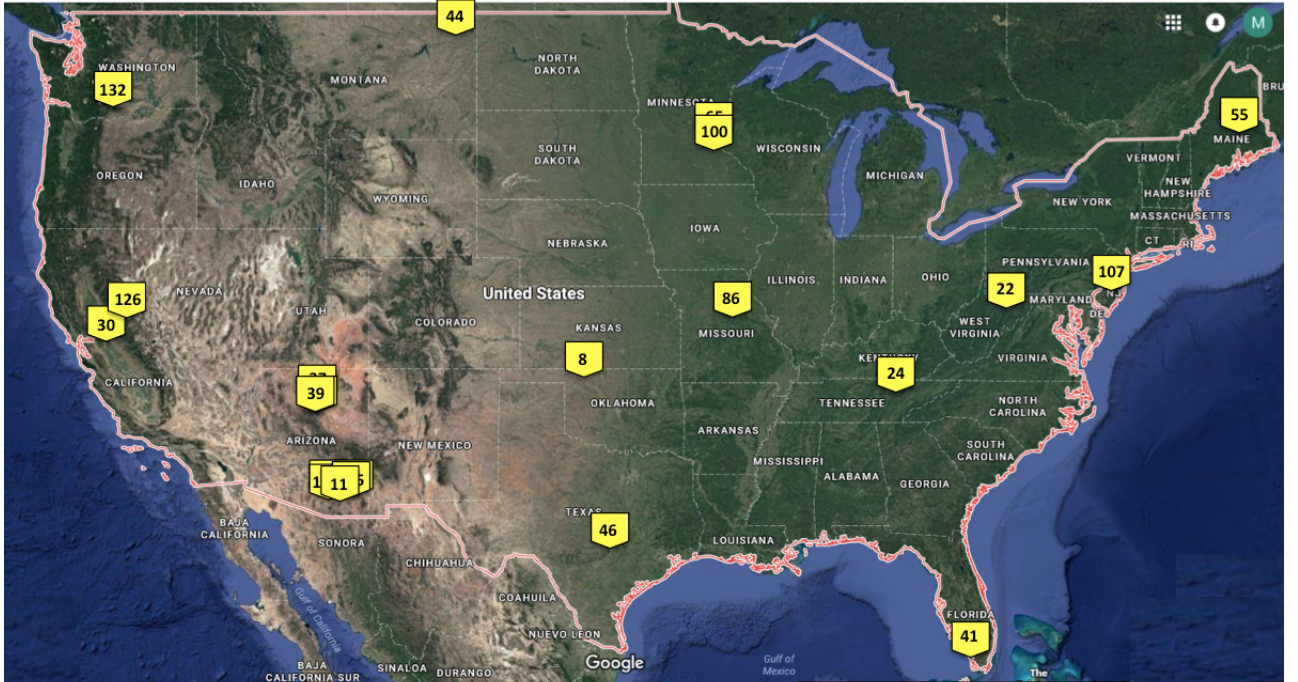 44
M
WASHINGTON
NORTH
DAKOTA
MONTANA
132
MINNESOTA
100
55
BRU
MAINE
WISCONSIN
SOUTH
DAKOTA
VERMONT
OREGON
IDAHO
MICHIGAN
NEW
HAMPSHIRE
WYOMING
NEW YORK
MASSACHUSETTS
IOWA
NEBRASKA
CT
RI
PENNSYLVANIA
107
126
NEVADA
United States
ILLINOIS
INDIANA
OHIO
22
NJ
MARYLAND
DE
86
30
UTAH
COLORADO
KANSAS
MISSOURI
WEST
VIRGINIA
8
KENTUCKY
VIRGINIA
24
CALIFORNIA
39
OKLAHOMA
TENNESSEE
NORTH
CAROLINA
ARIZONA
NEW MEXICO
ARKANSAS
SOUTH
CAROLINA
MISSISSIPPI
ALABAMA
GEORGIA
11
TEXAS
46
BAJA
CALIFORNIA
SONORA
LOUISIANA
CHIHUAHUA
Gulf of California
COAHUILA
FLORIDA
41
NUEVO LEON
Google
Gulf of
Mexico
BAJA
CALIFORNIA SUR
SINALOA
DURANGO
The